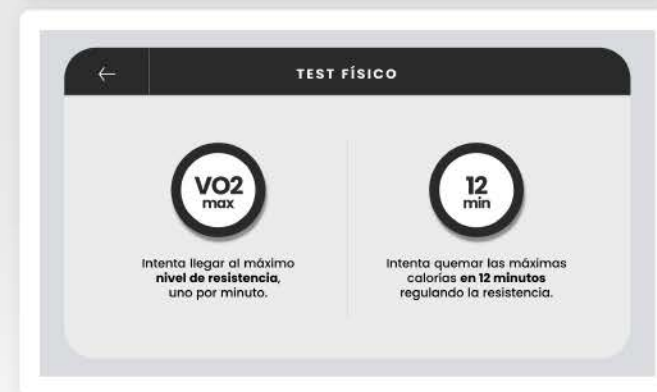 TEST FÍSICO
VO2
max
Intenta llegar al máximo
nivel de resistencia,
uno por minuto.
12
min
Intenta quemar las máximas
calorías en 12 minutos
regulando la resistencia.